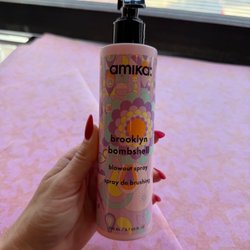 amika:
brooklyn
bombshell
blowout spray
spray de brushing